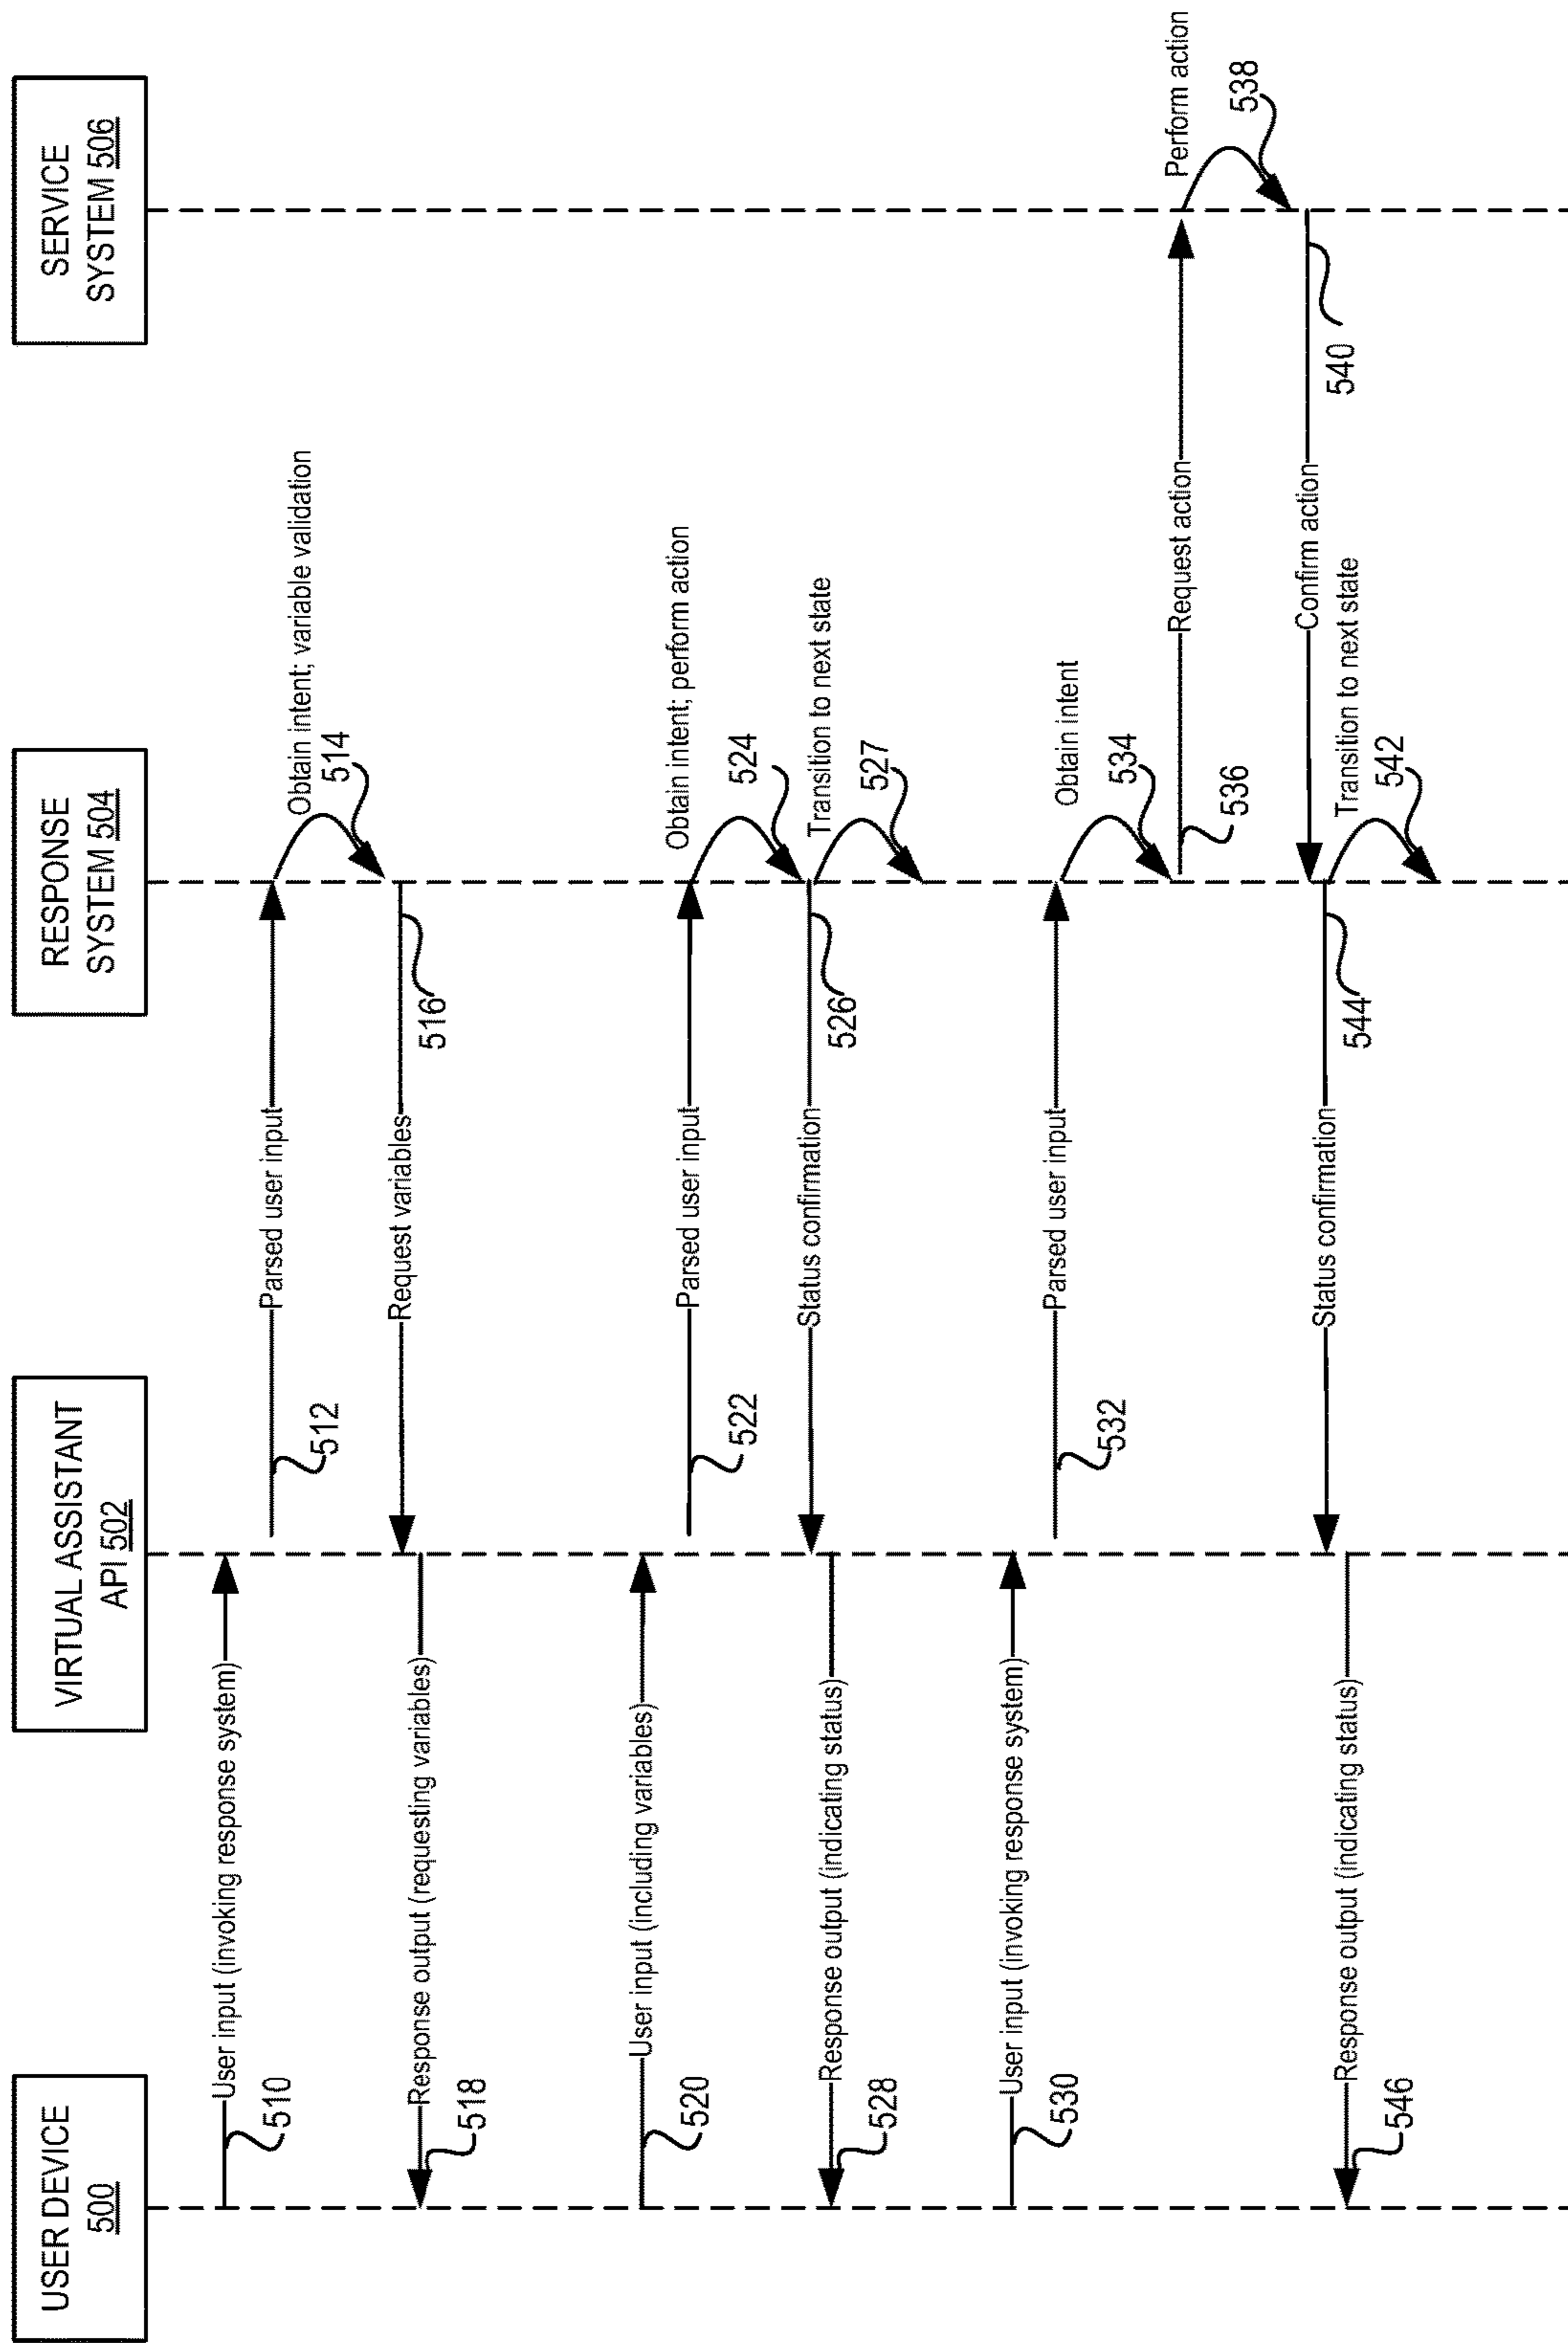 USER DEVICE
500
VIRTUAL ASSISTANT
API 502
RESPONSE
SYSTEM 504
SERVICE
SYSTEM 506
User input (invoking response system)
510
Parsed user input
512
Obtain intent; variable validation
514
Request variables
516
Response output (requesting variables)
518
User input (including variables)
520
Parsed user input
522
Obtain intent; perform action
524
Status confirmation
526
Transition to next state
527
Response output (indicating status)
528
User input (invoking response system)
530
Parsed user input
532
Obtain intent
534
Request action
536
Perform action
538
Confirm action
540
Transition to next state
542
Status confirmation
544
Response output (indicating status)
546